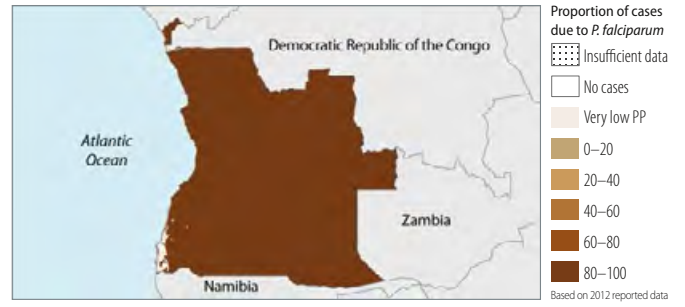 Democratic Republic of the Congo
Atlantic
Ocean
Zambia
Namibia
Proportion of cases
due to P. falciparum
Insufficient data
No cases
Very low PP
0–20
20–40
40–60
60–80
80–100
Based on 2012 reported data